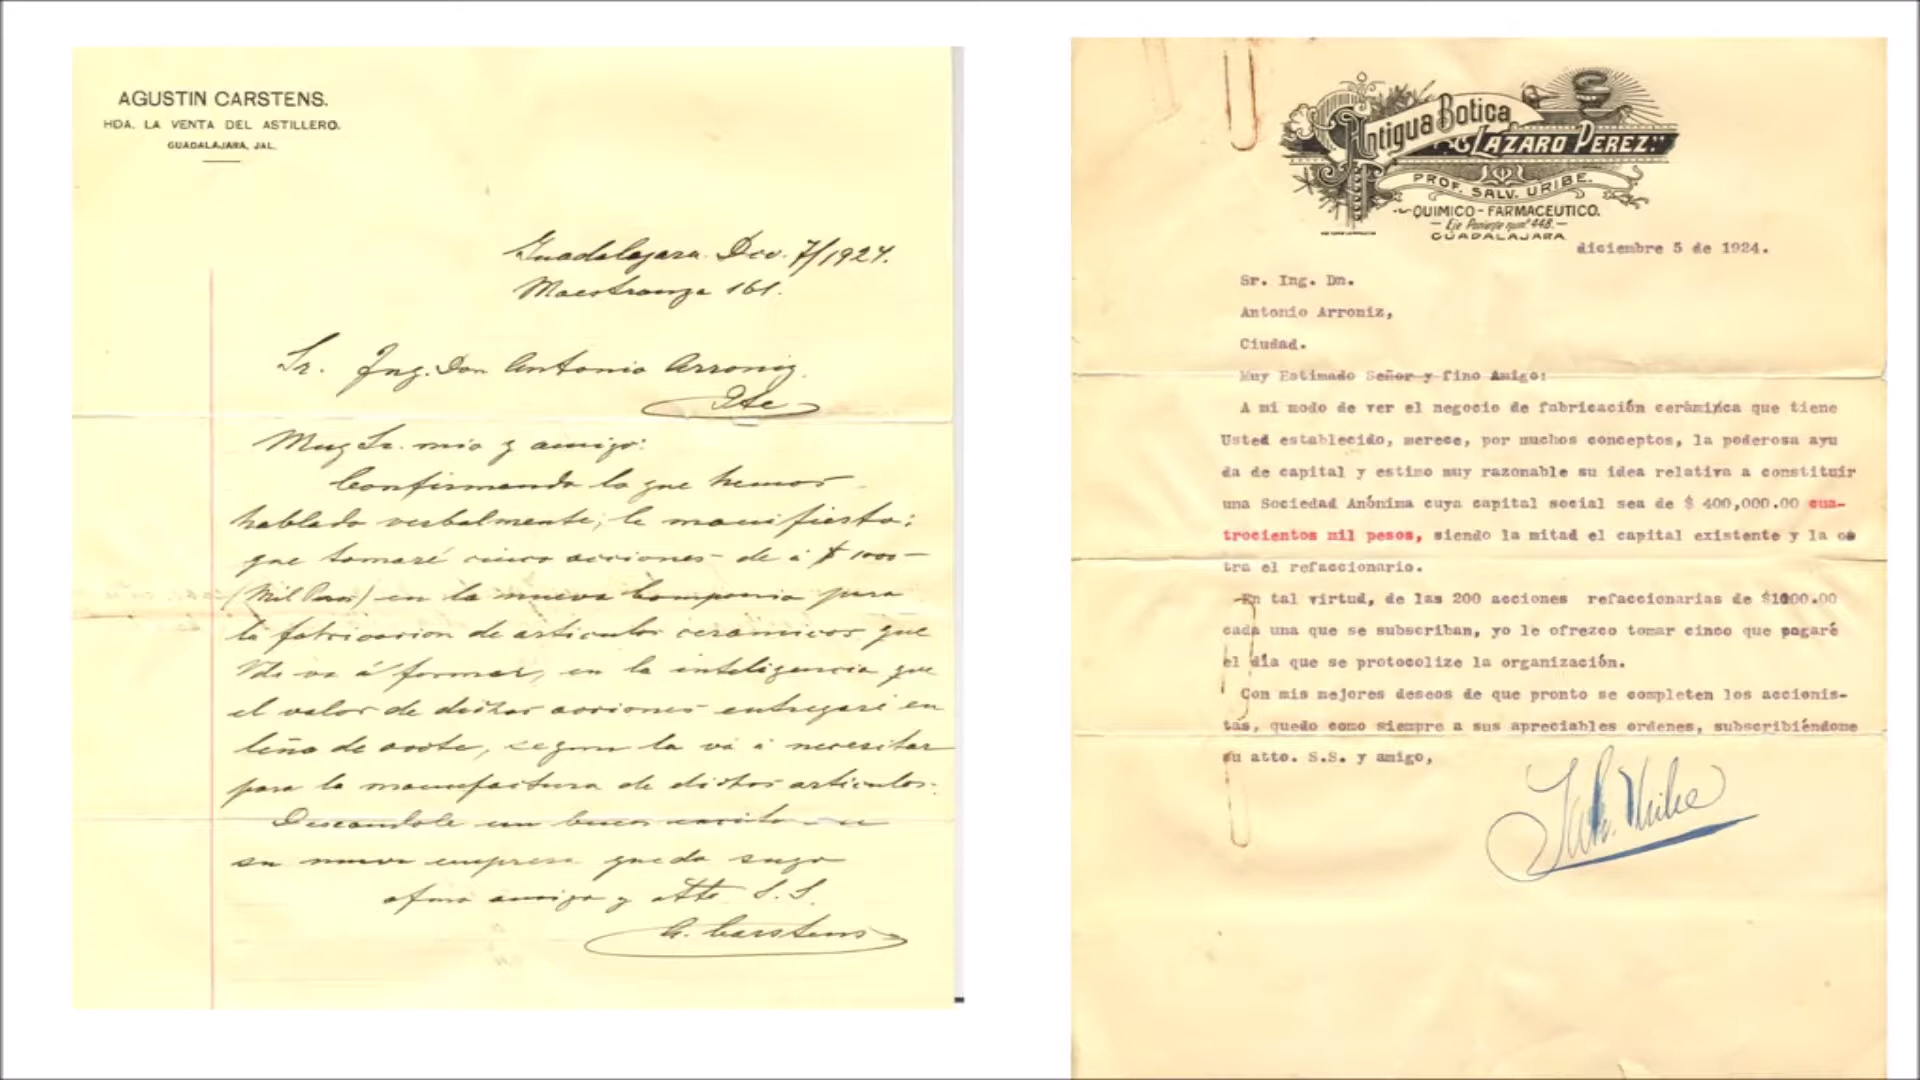 AGUSTIN CARSTENS.
HDA. LA VENTA DEL ASTILLERO.
GUADALAJARA, JAL.
Guadalajara. Dcv. 7/1924.
Maestranza 161.
Sr. Ing. Don Antonio Arroniz.
Pte
Muy Sr. mio y amigo:
Confirmando lo que hemos
hablado verbalmente, le manifiesto:
que tomaré cinco acciones de á $ 1000
(Mil Pesos) en la nueva Compania para
la fabricacion de articulos ceramicos que
Vd. va á formar, en la inteligencia que
el valor de dichas acciones entregaré en
leña de ocote, segun la vá á necesitar
para la manufactura de dichos articulos.
Deseandole un buen exito en
su nueva empresa queda suyo
afmo amigo y Atto S. S.
A. Carstens
Antigua Botica
"LAZARO PEREZ."
PROF. SALV. URIBE.
QUIMICO-FARMACEUTICO.
Eje Poniente num° 448.
GUADALAJARA
diciembre 5 de 1924.
Sr. Ing. Dn.
Antonio Arroniz,
Ciudad.
Muy Estimado Señor y fino Amigo:
A mi modo de ver el negocio de fabricación ceràminca que tiene
Usted establecido, merece, por muchos conceptos, la poderosa ayu
da de capital y estimo muy razonable su idea relativa a constituir
una Sociedad Anónima cuya capital social sea de $ 400,000.00 cua-
trocientos mil pesos, siendo la mitad el capital existente y la o
tra el refaccionario.
En tal virtud, de las 200 acciones refaccionarias de $1000.00
cada una que se subscriban, yo le ofrezco tomar cinco que pagaré
el día que se protocolize la organización.
Con mis mejores deseos de que pronto se completen los accionis-
tas, quedo como siempre a sus apreciables ordenes, subscribiéndome
su atto. S.S. y amigo,
Salv. Uribe